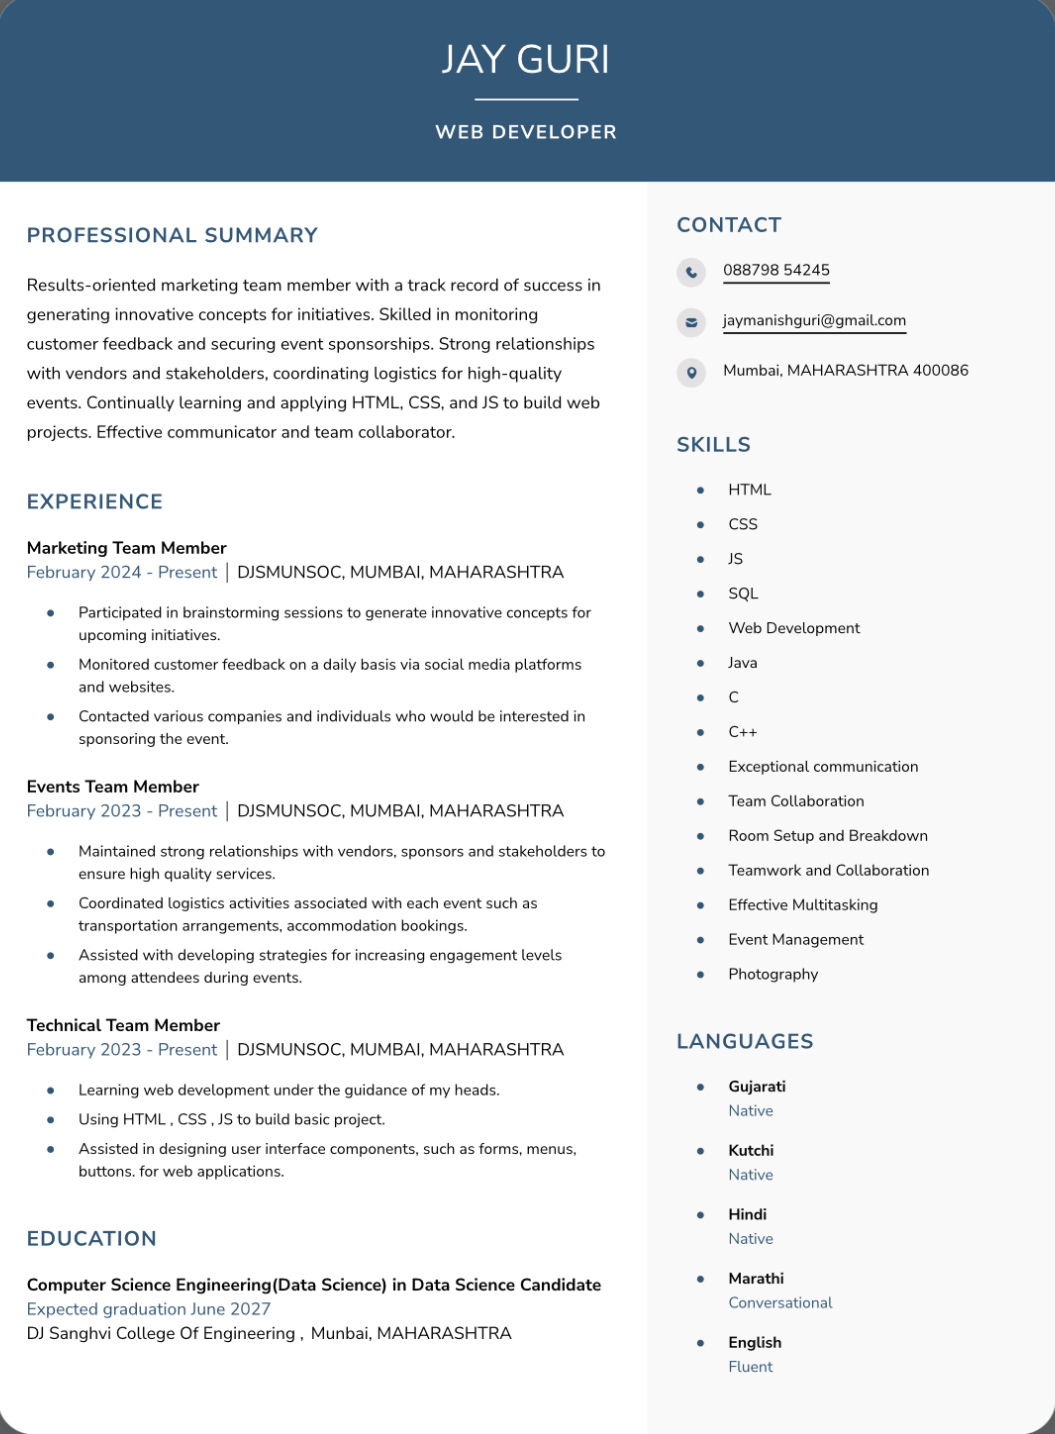 JAY GURI
WEB DEVELOPER
PROFESSIONAL SUMMARY
Results-oriented marketing team member with a track record of success in
generating innovative concepts for initiatives. Skilled in monitoring
customer feedback and securing event sponsorships. Strong relationships
with vendors and stakeholders, coordinating logistics for high-quality
events. Continually learning and applying HTML, CSS, and JS to build web
projects. Effective communicator and team collaborator.
EXPERIENCE
Marketing Team Member
February 2024 - Present | DJSMUNSOC, MUMBAI, MAHARASHTRA
• Participated in brainstorming sessions to generate innovative concepts for
upcoming initiatives.
• Monitored customer feedback on a daily basis via social media platforms
and websites.
• Contacted various companies and individuals who would be interested in
sponsoring the event.
Events Team Member
February 2023 - Present | DJSMUNSOC, MUMBAI, MAHARASHTRA
• Maintained strong relationships with vendors, sponsors and stakeholders to
ensure high quality services.
• Coordinated logistics activities associated with each event such as
transportation arrangements, accommodation bookings.
• Assisted with developing strategies for increasing engagement levels
among attendees during events.
Technical Team Member
February 2023 - Present | DJSMUNSOC, MUMBAI, MAHARASHTRA
• Learning web development under the guidance of my heads.
• Using HTML , CSS , JS to build basic project.
• Assisted in designing user interface components, such as forms, menus,
buttons. for web applications.
EDUCATION
Computer Science Engineering(Data Science) in Data Science Candidate
Expected graduation June 2027
DJ Sanghvi College Of Engineering , Munbai, MAHARASHTRA
CONTACT
088798 54245
jaymanishguri@gmail.com
Mumbai, MAHARASHTRA 400086
SKILLS
• HTML
• CSS
• JS
• SQL
• Web Development
• Java
• C
• C++
• Exceptional communication
• Team Collaboration
• Room Setup and Breakdown
• Teamwork and Collaboration
• Effective Multitasking
• Event Management
• Photography
LANGUAGES
• Gujarati
Native
• Kutchi
Native
• Hindi
Native
• Marathi
Conversational
• English
Fluent